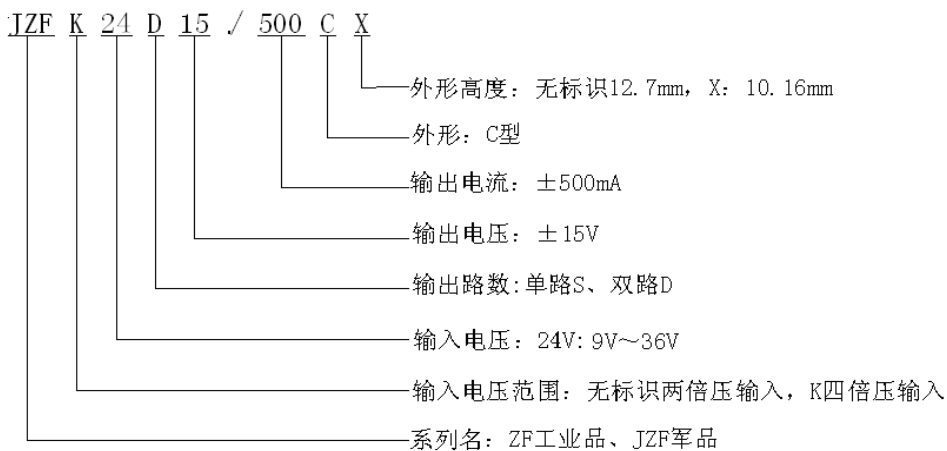 JZF K 24 D 15 / 500 C X
外形高度：无标识12.7mm，X：10.16mm
外形：C型
输出电流：±500mA
输出电压：±15V
输出路数:单路S、双路D
输入电压：24V:9V～36V
输入电压范围：无标识两倍压输入，K四倍压输入
系列名：ZF工业品、JZF军品